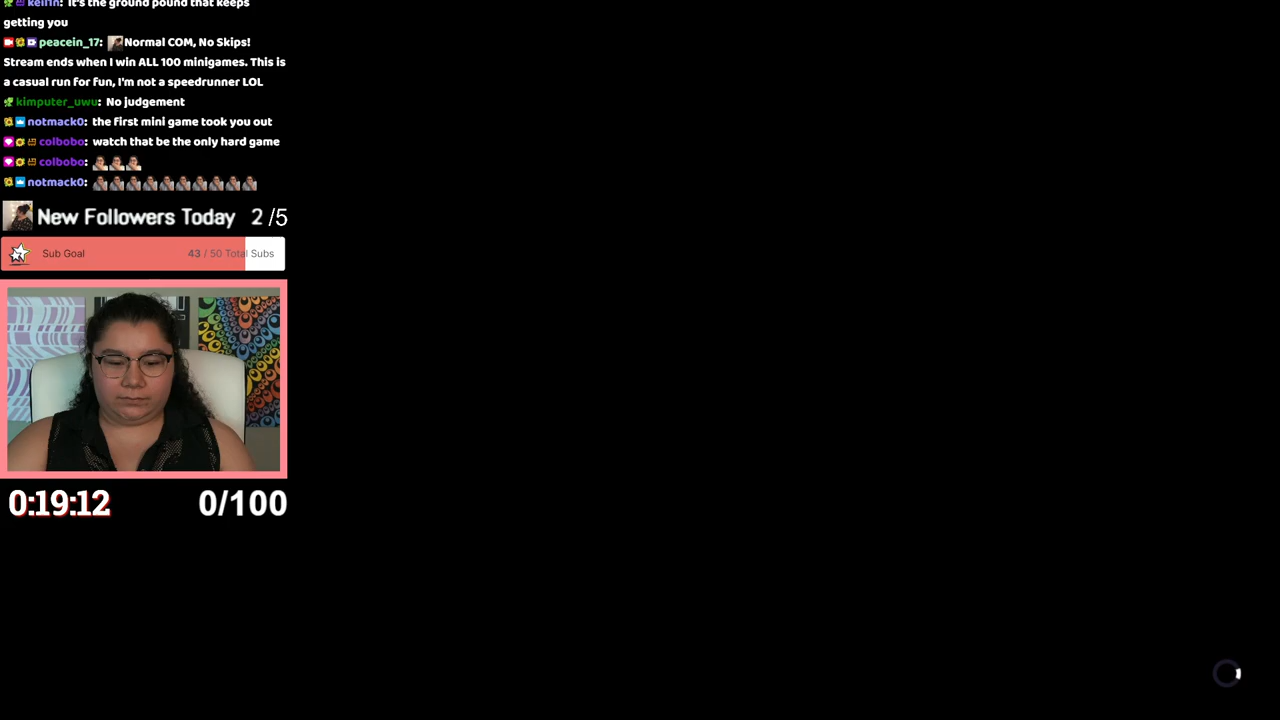 keil1n: It's the ground pound that keeps
getting you
peacein_17: Normal COM, No Skips!
Stream ends when I win ALL 100 minigames. This is
a casual run for fun, I'm not a speedrunner LOL
kimputer_uwu: No judgement
notmack0: the first mini game took you out
colbobo: watch that be the only hard game
colbobo:
notmack0:
New Followers Today 2 /5
Sub Goal 43 / 50 Total Subs
0:19:12 0/100